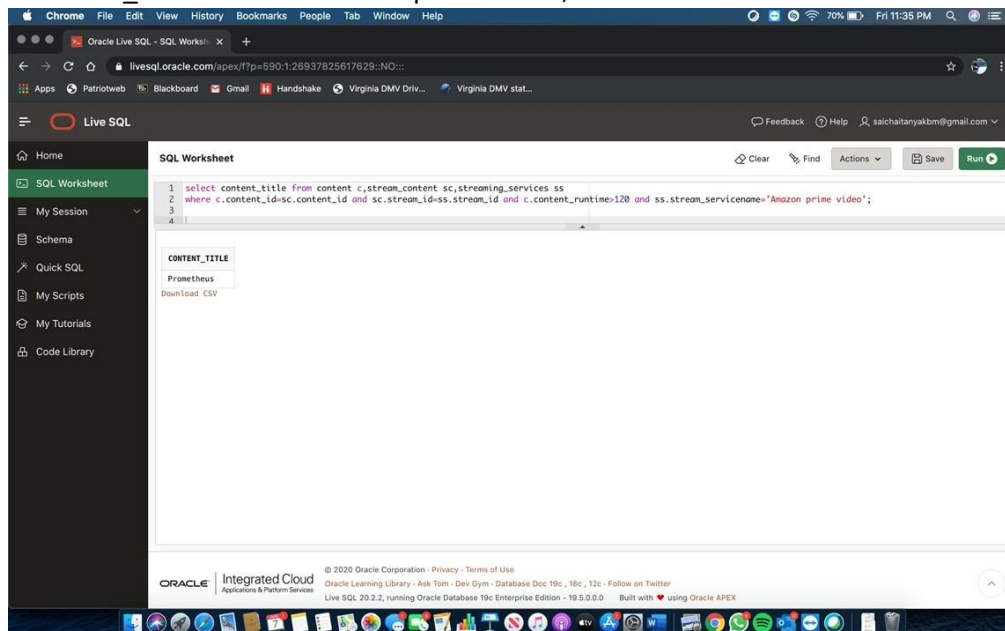 Chrome File Edit View History Bookmarks People Tab Window Help 70% Fri 11:35 PM
Oracle Live SQL - SQL Worksh
livesql.oracle.com/apex/f?p=590:1:26937825617629::NO:::
Apps Patriotweb Bb Blackboard Gmail Handshake Virginia DMV Driv... Virginia DMV stat...
Live SQL Feedback Help saichaitanyakbm@gmail.com
Home SQL Worksheet Clear Find Actions Save Run
SQL Worksheet
1 select content_title from content c,stream_content sc,streaming_services ss
2 where c.content_id=sc.content_id and sc.stream_id=ss.stream_id and c.content_runtime>120 and ss.stream_servicename='Amazon prime video';
3
4
My Session
Schema
Quick SQL
My Scripts
My Tutorials
Code Library
CONTENT_TITLE
Prometheus
Download CSV
ORACLE Integrated Cloud
Applications & Platform Services
© 2020 Oracle Corporation · Privacy · Terms of Use
Oracle Learning Library · Ask Tom · Dev Gym · Database Doc 19c , 18c , 12c · Follow on Twitter
Live SQL 20.2.2, running Oracle Database 19c Enterprise Edition - 19.5.0.0.0 Built with ❤ using Oracle APEX